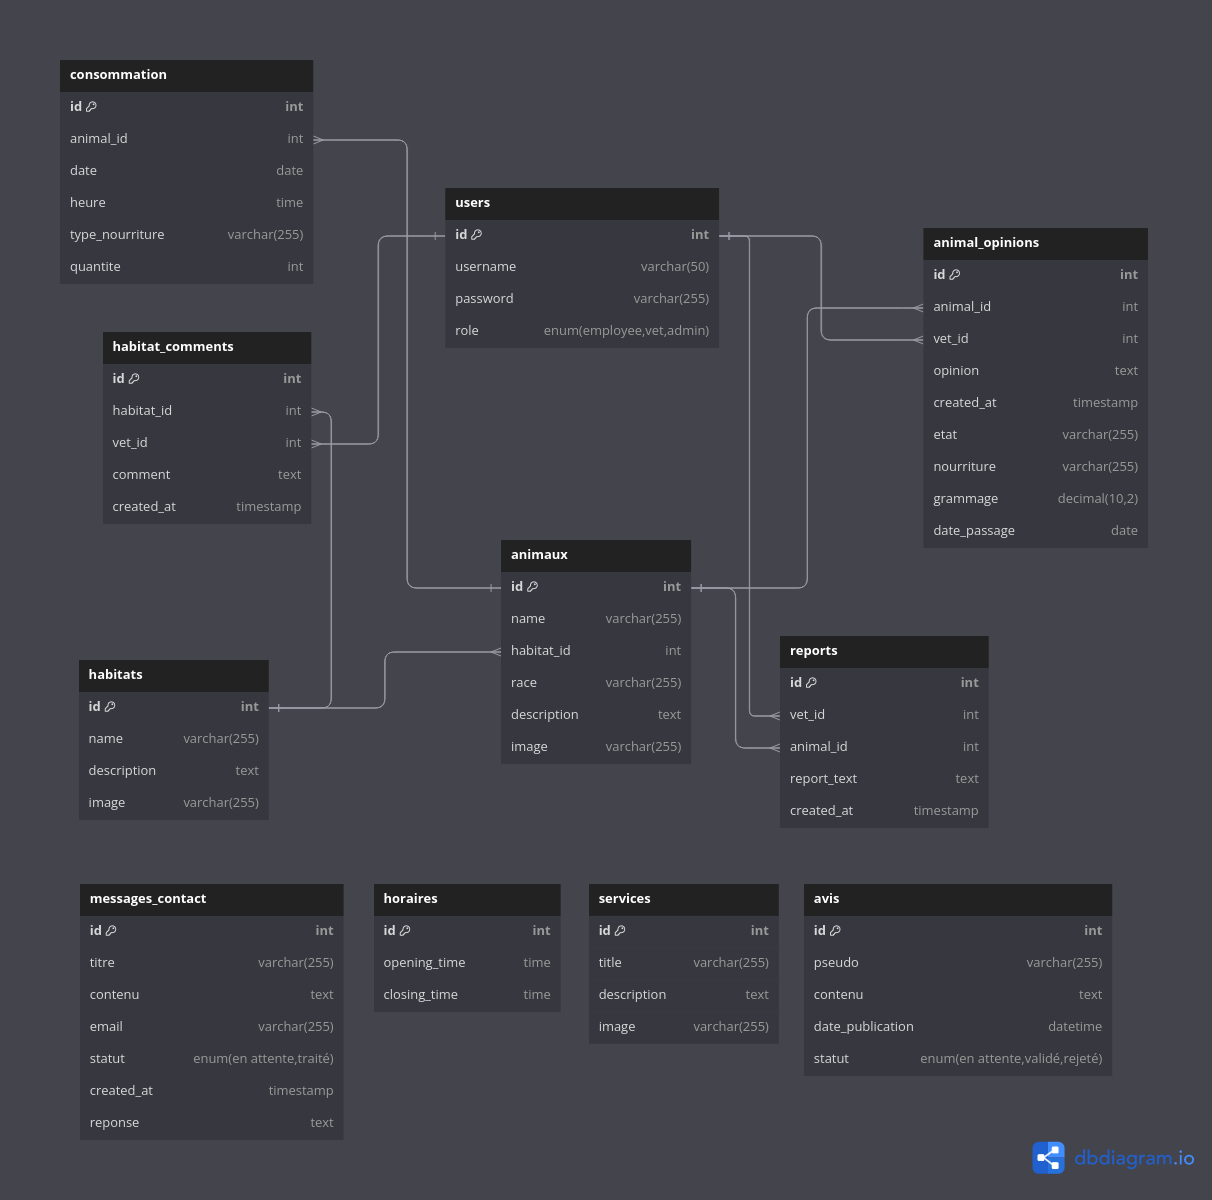 consommation
id int
animal_id int
date date
heure time
type_nourriture varchar(255)
quantite int
users
id int
username varchar(50)
password varchar(255)
role enum(employee,vet,admin)
animal_opinions
id int
animal_id int
vet_id int
opinion text
created_at timestamp
etat varchar(255)
nourriture varchar(255)
grammage decimal(10,2)
date_passage date
habitat_comments
id int
habitat_id int
vet_id int
comment text
created_at timestamp
animaux
id int
name varchar(255)
habitat_id int
race varchar(255)
description text
image varchar(255)
reports
id int
vet_id int
animal_id int
report_text text
created_at timestamp
habitats
id int
name varchar(255)
description text
image varchar(255)
messages_contact
id int
titre varchar(255)
contenu text
email varchar(255)
statut enum(en attente,traité)
created_at timestamp
reponse text
horaires
id int
opening_time time
closing_time time
services
id int
title varchar(255)
description text
image varchar(255)
avis
id int
pseudo varchar(255)
contenu text
date_publication datetime
statut enum(en attente,validé,rejeté)
dbdiagram.io